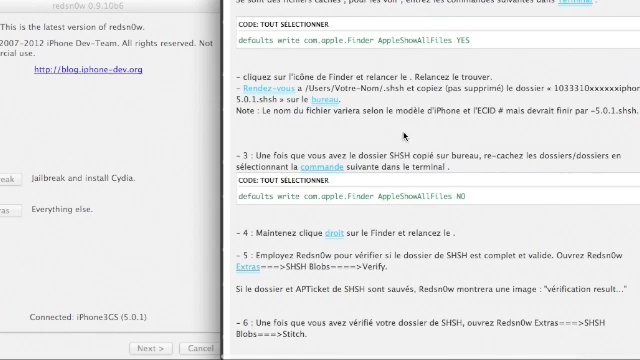 redsn0w 0.9.10b6
This is the latest version of redsn0w.
2007-2012 iPhone Dev-Team. All rights reserved. Not
rcial use.
http://blog.iphone-dev.org
eak
Jailbreak and install Cydia.
ras
Everything else.
Connected: iPhone3GS (5.0.1)
Next >
Cancel
CODE: TOUT SÉLECTIONNER
defaults write com.apple.Finder AppleShowAllFiles YES
- cliquez sur l'icône de Finder et relancer le . Relancez le trouver.
- Rendez-vous a /Users/Votre-Nom/.shsh et copiez (pas supprimé) le dossier « 1033310xxxxxxiphon
5.0.1.shsh » sur le bureau.
Note : Le nom du fichier variera selon le modèle d'iPhone et l'ECID # mais devrait finir par -5.0.1.shsh.
- 3 : Une fois que vous avez le dossier SHSH copié sur bureau, re-cachez les dossiers/dossiers en
sélectionnant la commande suivante dans le terminal .
CODE: TOUT SÉLECTIONNER
defaults write com.apple.Finder AppleShowAllFiles NO
- 4 : Maintenez clique droit sur le Finder et relancez le .
- 5 : Employez Redsn0w pour vérifier si le dossier de SHSH est complet et valide. Ouvrez Redsn0w
Extras===>SHSH Blobs====>Verify.
Si le dossier et APTicket de SHSH sont sauvés, Redsn0w montrera une image : "vérification result..."
- 6 : Une fois que vous avez vérifié votre dossier de SHSH, ouvrez Redsn0w Extras===>SHSH
Blobs===>Stitch.